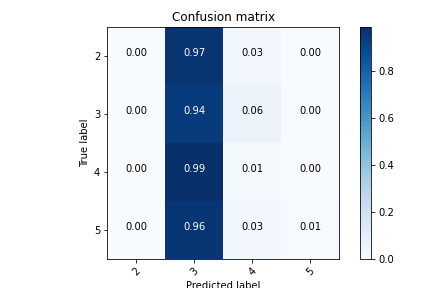 Confusion matrix
2 0.00 0.97 0.03 0.00
3 0.00 0.94 0.06 0.00
4 0.00 0.99 0.01 0.00
5 0.00 0.96 0.03 0.01
2 3 4 5
True label
Predicted label
0.8
0.6
0.4
0.2
0.0